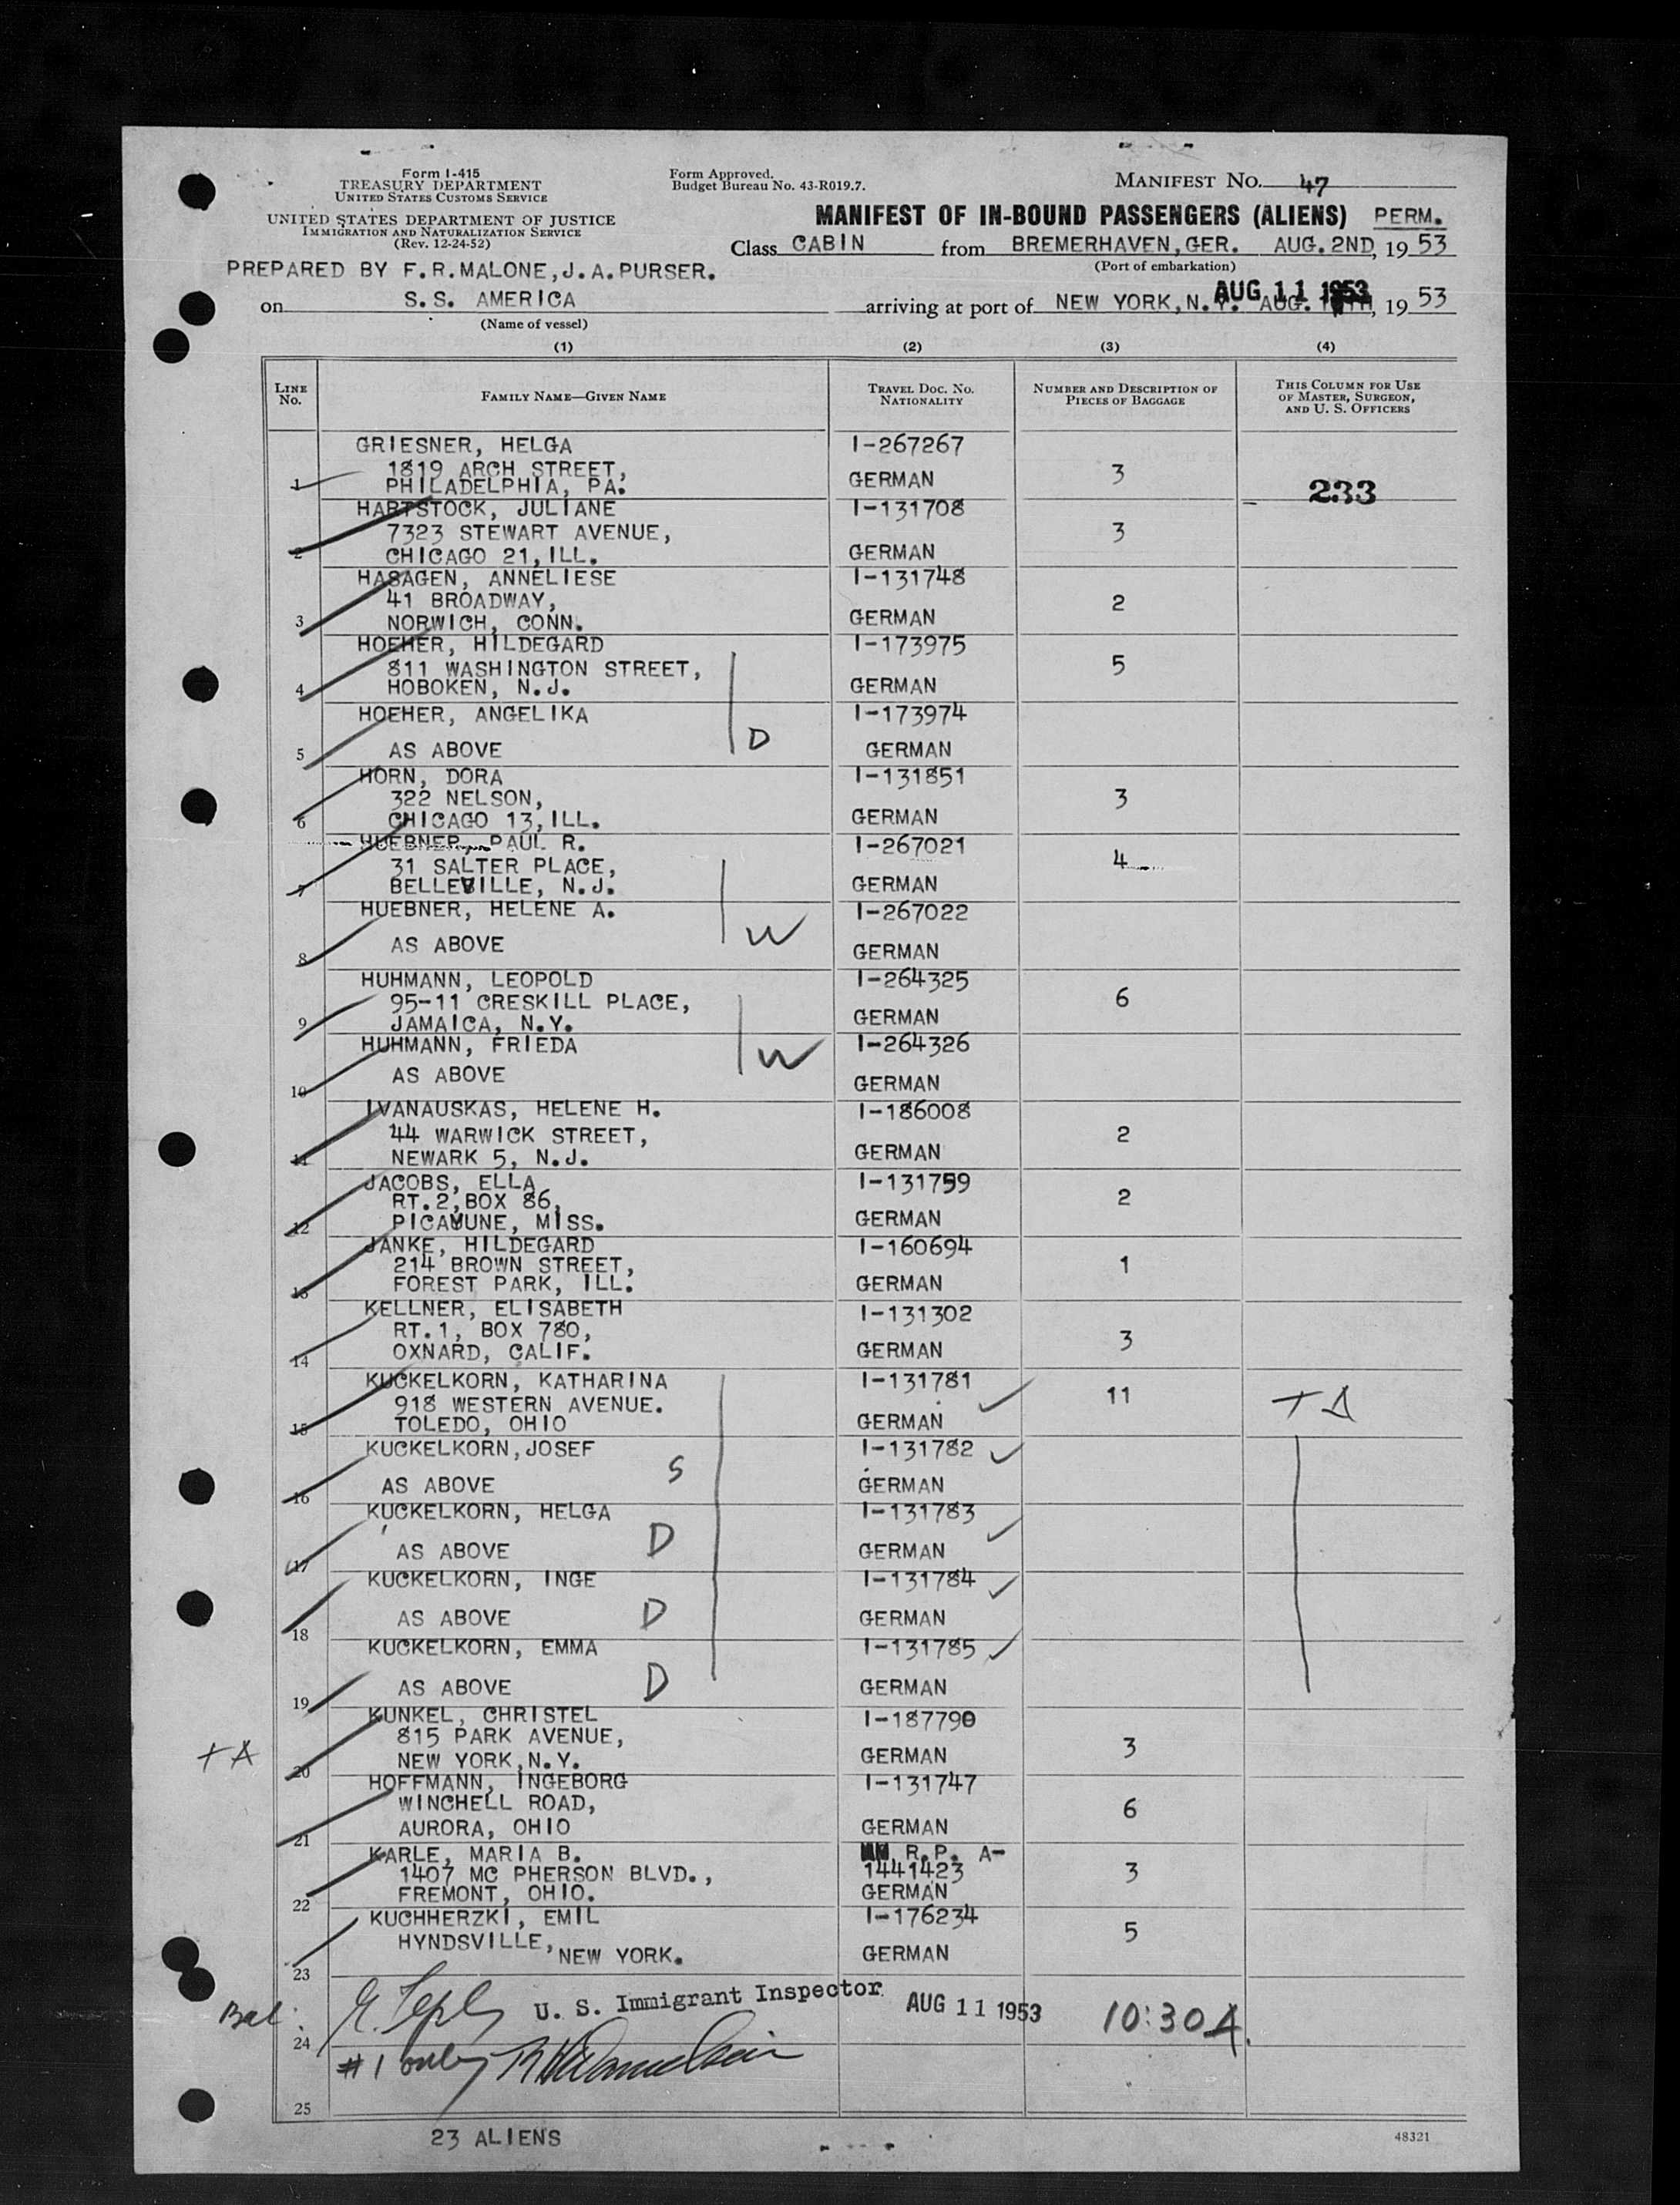 Form I-415
TREASURY DEPARTMENT
UNITED STATES CUSTOMS SERVICE
UNITED STATES DEPARTMENT OF JUSTICE
IMMIGRATION AND NATURALIZATION SERVICE
(Rev. 12-24-52)
Form Approved.
Budget Bureau No. 43-R019.7.
MANIFEST NO. 47
MANIFEST OF IN-BOUND PASSENGERS (ALIENS) PERM.
Class CABIN from BREMERHAVEN,GER. AUG.2ND, 19 53
(Port of embarkation)
PREPARED BY F.R.MALONE,J.A.PURSER.
on S.S. AMERICA arriving at port of NEW YORK,N.Y. AUG. 11 1953 AUG. TH, 19 53
(Name of vessel)
(1) (2) (3) (4)
LINE No. FAMILY NAME—GIVEN NAME TRAVEL DOC. NO. NATIONALITY NUMBER AND DESCRIPTION OF PIECES OF BAGGAGE THIS COLUMN FOR USE OF MASTER, SURGEON, AND U. S. OFFICERS
GRIESNER, HELGA I-267267
1819 ARCH STREET, 3
1 PHILADELPHIA, PA. GERMAN 233
HARTSTOCK, JULIANE I-131708
7323 STEWART AVENUE, 3
2 CHICAGO 21,ILL. GERMAN
HASAGEN, ANNELIESE I-131748
41 BROADWAY, 2
3 NORWICH, CONN. GERMAN
HOEHER, HILDEGARD I-173975
811 WASHINGTON STREET, 5
4 HOBOKEN, N.J. GERMAN
HOEHER, ANGELIKA I-173974
D
5 AS ABOVE GERMAN
HORN, DORA I-131851
322 NELSON, 3
6 CHICAGO 13,ILL. GERMAN
HUEBNER, PAUL R. I-267021
31 SALTER PLACE, 4
7 BELLEVILLE, N.J. GERMAN
HUEBNER, HELENE A. I-267022
W
8 AS ABOVE GERMAN
HUHMANN, LEOPOLD I-264325
95-11 CRESKILL PLACE, 6
9 JAMAICA, N.Y. GERMAN
HUHMANN, FRIEDA I-264326
W
10 AS ABOVE GERMAN
IVANAUSKAS, HELENE H. I-186008
44 WARWICK STREET, 2
11 NEWARK 5, N.J. GERMAN
JACOBS, ELLA I-131759
RT.2,BOX 86, 2
12 PICAYUNE, MISS. GERMAN
JANKE, HILDEGARD I-160694
214 BROWN STREET, 1
13 FOREST PARK, ILL. GERMAN
KELLNER, ELISABETH I-131302
RT.1, BOX 780, 3
14 OXNARD, CALIF. GERMAN
KUCKELKORN, KATHARINA I-131781
918 WESTERN AVENUE. 11
15 TOLEDO, OHIO GERMAN
KUCKELKORN,JOSEF I-131782
S
16 AS ABOVE GERMAN
KUCKELKORN, HELGA I-131783
D
17 AS ABOVE GERMAN
KUCKELKORN, INGE I-131784
D
18 AS ABOVE GERMAN
KUCKELKORN, EMMA I-131785
D
19 AS ABOVE GERMAN
KUNKEL, CHRISTEL I-187790
815 PARK AVENUE, 3
20 NEW YORK,N.Y. GERMAN
HOFFMANN, INGEBORG I-131747
WINCHELL ROAD, 6
21 AURORA, OHIO GERMAN
KARLE, MARIA B. R.P. A-
1407 MC PHERSON BLVD., 1441423 3
22 FREMONT, OHIO. GERMAN
KUCHHERZKI, EMIL I-176234
HYNDSVILLE, 5
NEW YORK. GERMAN
23
U. S. Immigrant Inspector AUG 11 1953 10:30A.
24
#1 only
25
23 ALIENS
48321